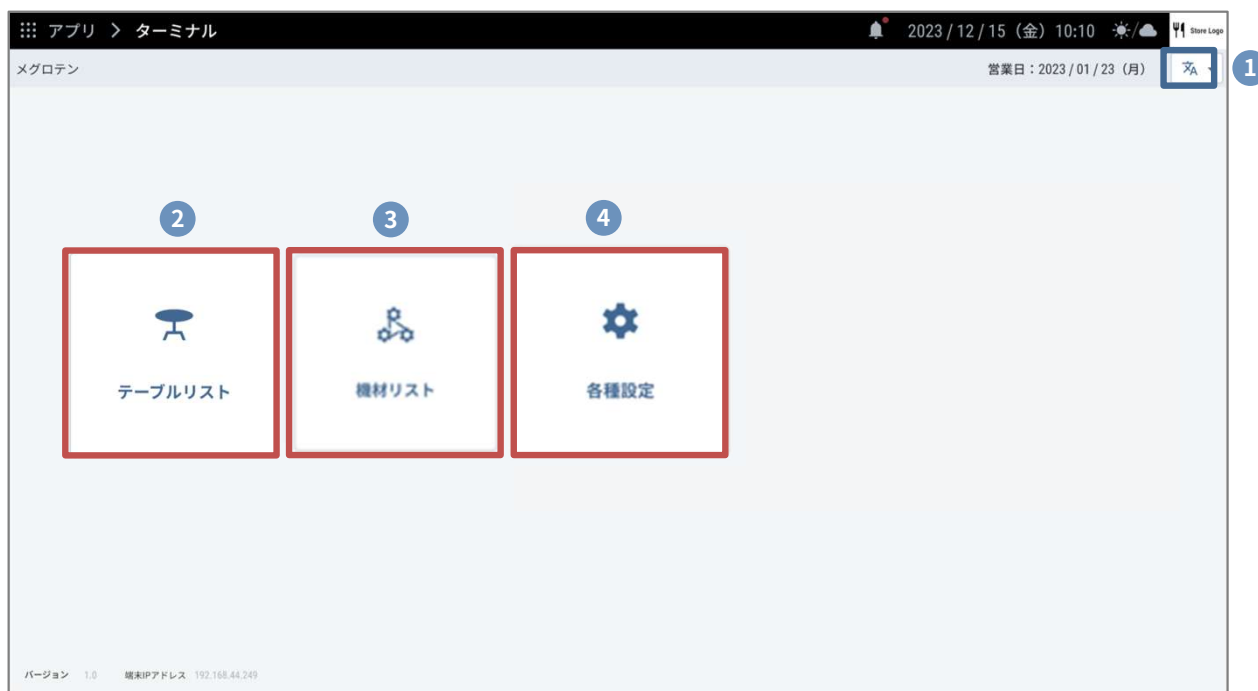 アプリ > ターミナル 2023 / 12 / 15（金）10:10 Store Logo
メグロテン 営業日：2023 / 01 / 23（月） 1
2 3 4
テーブルリスト 機材リスト 各種設定
バージョン 1.0 端末IPアドレス 192.168.44.249